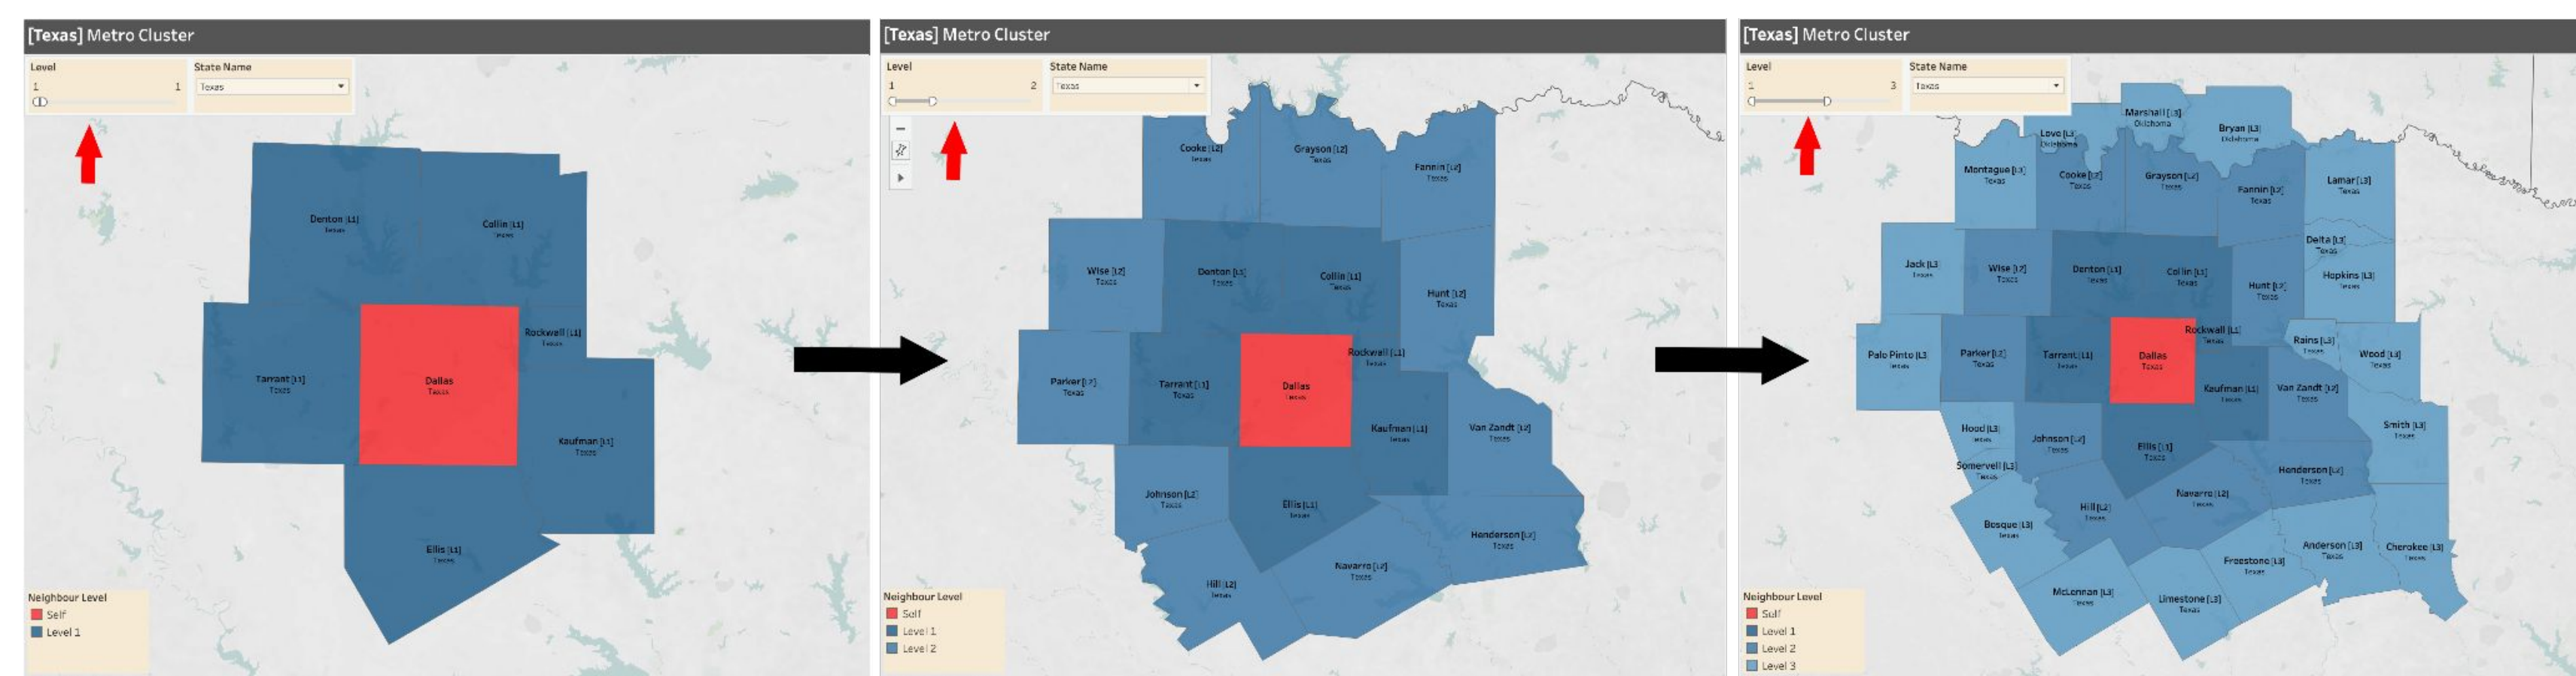 [Texas] Metro Cluster
Level
State Name
1
1
Texas
Denton [L1]
Texas
Collin [L1]
Texas
Rockwall [L1]
Texas
Tarrant [L1]
Texas
Dallas
Texas
Kaufman [L1]
Texas
Ellis [L1]
Texas
Neighbour Level
Self
Level 1
[Texas] Metro Cluster
Level
State Name
1
2
Texas
Cooke [L2]
Texas
Grayson [L2]
Texas
Fannin [L2]
Texas
Wise [L2]
Texas
Denton [L1]
Texas
Collin [L1]
Texas
Hunt [L2]
Texas
Rockwall [L1]
Texas
Parker [L2]
Texas
Tarrant [L1]
Texas
Dallas
Texas
Kaufman [L1]
Texas
Van Zandt [L2]
Texas
Johnson [L2]
Texas
Ellis [L1]
Texas
Henderson [L2]
Texas
Navarro [L2]
Texas
Hill [L2]
Texas
Neighbour Level
Self
Level 1
Level 2
[Texas] Metro Cluster
Level
State Name
1
3
Texas
Marshall [L3]
Oklahoma
Love [L3]
Oklahoma
Bryan [L3]
Oklahoma
Montague [L3]
Texas
Cooke [L2]
Texas
Grayson [L2]
Texas
Fannin [L2]
Texas
Lamar [L3]
Texas
Delta [L3]
Texas
Jack [L3]
Texas
Wise [L2]
Texas
Denton [L1]
Texas
Collin [L1]
Texas
Hunt [L2]
Texas
Hopkins [L3]
Texas
Rockwall [L1]
Texas
Rains [L3]
Texas
Palo Pinto [L3]
Texas
Parker [L2]
Texas
Tarrant [L1]
Texas
Dallas
Texas
Wood [L3]
Texas
Kaufman [L1]
Texas
Van Zandt [L2]
Texas
Hood [L3]
Texas
Johnson [L2]
Texas
Ellis [L1]
Texas
Smith [L3]
Texas
Somervell [L3]
Texas
Henderson [L2]
Texas
Navarro [L2]
Texas
Hill [L2]
Texas
Bosque [L3]
Texas
Freestone [L3]
Texas
Anderson [L3]
Texas
Cherokee [L3]
Texas
McLennan [L3]
Texas
Limestone [L3]
Texas
Neighbour Level
Self
Level 1
Level 2
Level 3